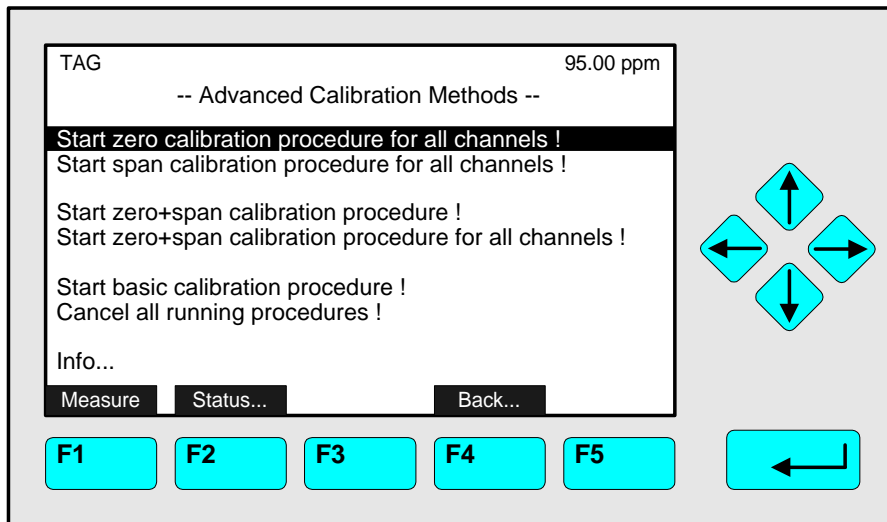 TAG 95.00 ppm
-- Advanced Calibration Methods --
Start zero calibration procedure for all channels !
Start span calibration procedure for all channels !
Start zero+span calibration procedure !
Start zero+span calibration procedure for all channels !
Start basic calibration procedure !
Cancel all running procedures !
Info...
Measure Status... Back...
F1 F2 F3 F4 F5